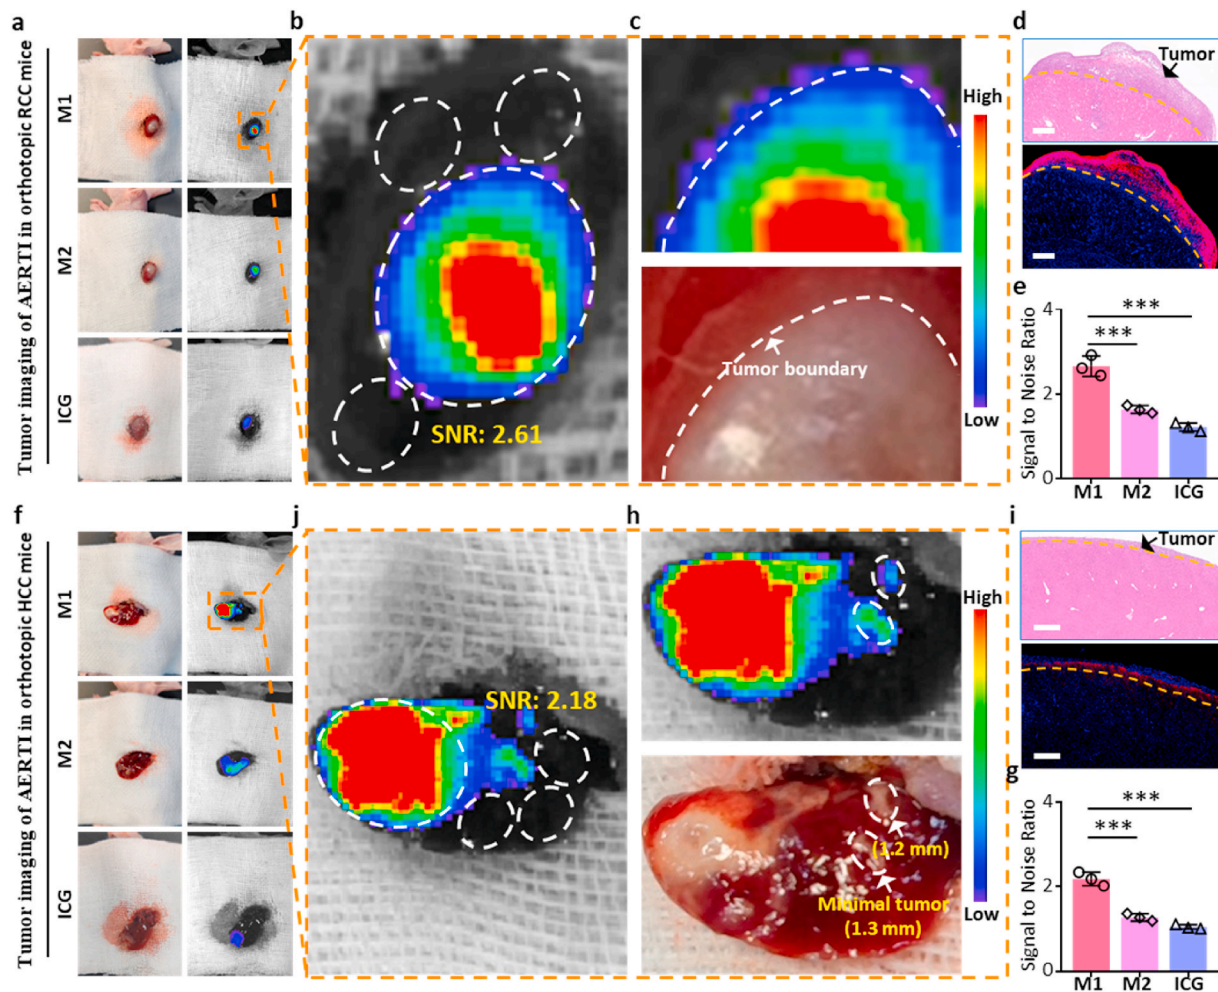 a
b
c
d
Tumor imaging of AERTI in orthotopic RCC mice
M1
M2
ICG
SNR: 2.61
Tumor boundary
High
Low
Tumor
e
Signal to Noise Ratio
4
2
0
***
***
M1 M2 ICG
f
j
h
i
Tumor imaging of AERTI in orthotopic HCC mice
M1
M2
ICG
SNR: 2.18
(1.2 mm)
Minimal tumor
(1.3 mm)
High
Low
Tumor
g
Signal to Noise Ratio
4
2
0
***
***
M1 M2 ICG